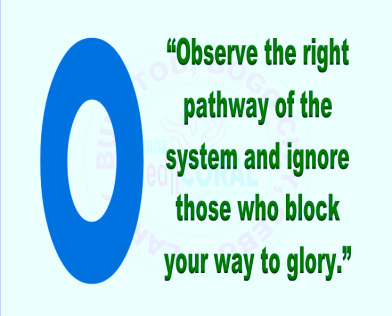 O
“Observe the right
pathway of the
system and ignore
those who block
your way to glory.”